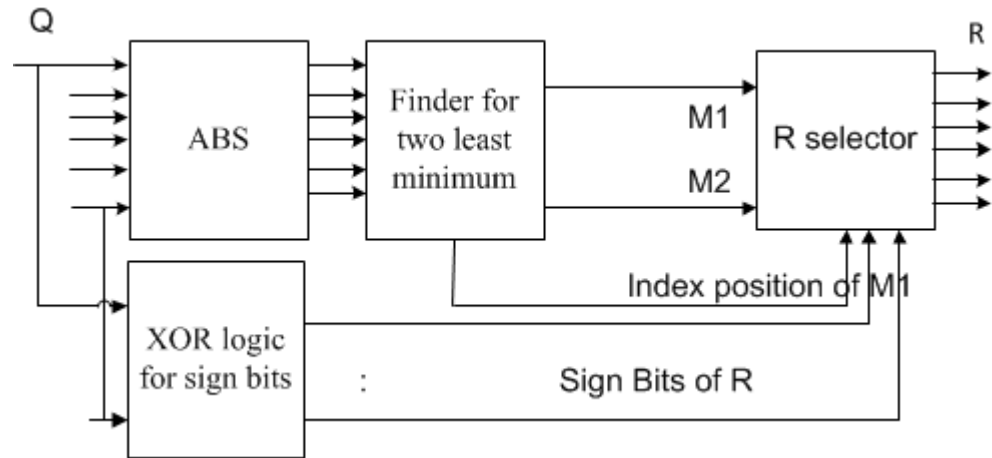 Q
R
ABS
Finder for
two least
minimum
M1
M2
R selector
Index position of M1
XOR logic
for sign bits
:
Sign Bits of R